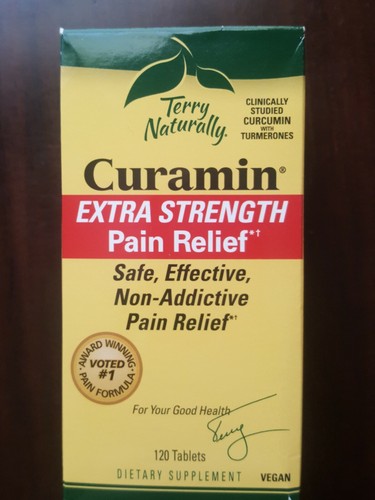 Terry
Naturally®
CLINICALLY
STUDIED
CURCUMIN
WITH
TURMERONES
Curamin®
EXTRA STRENGTH
Pain Relief*†
Safe, Effective,
Non-Addictive
Pain Relief*†
AWARD WINNING
VOTED
#1
PAIN FORMULA
For Your Good Health
Terry
120 Tablets
DIETARY SUPPLEMENT
VEGAN